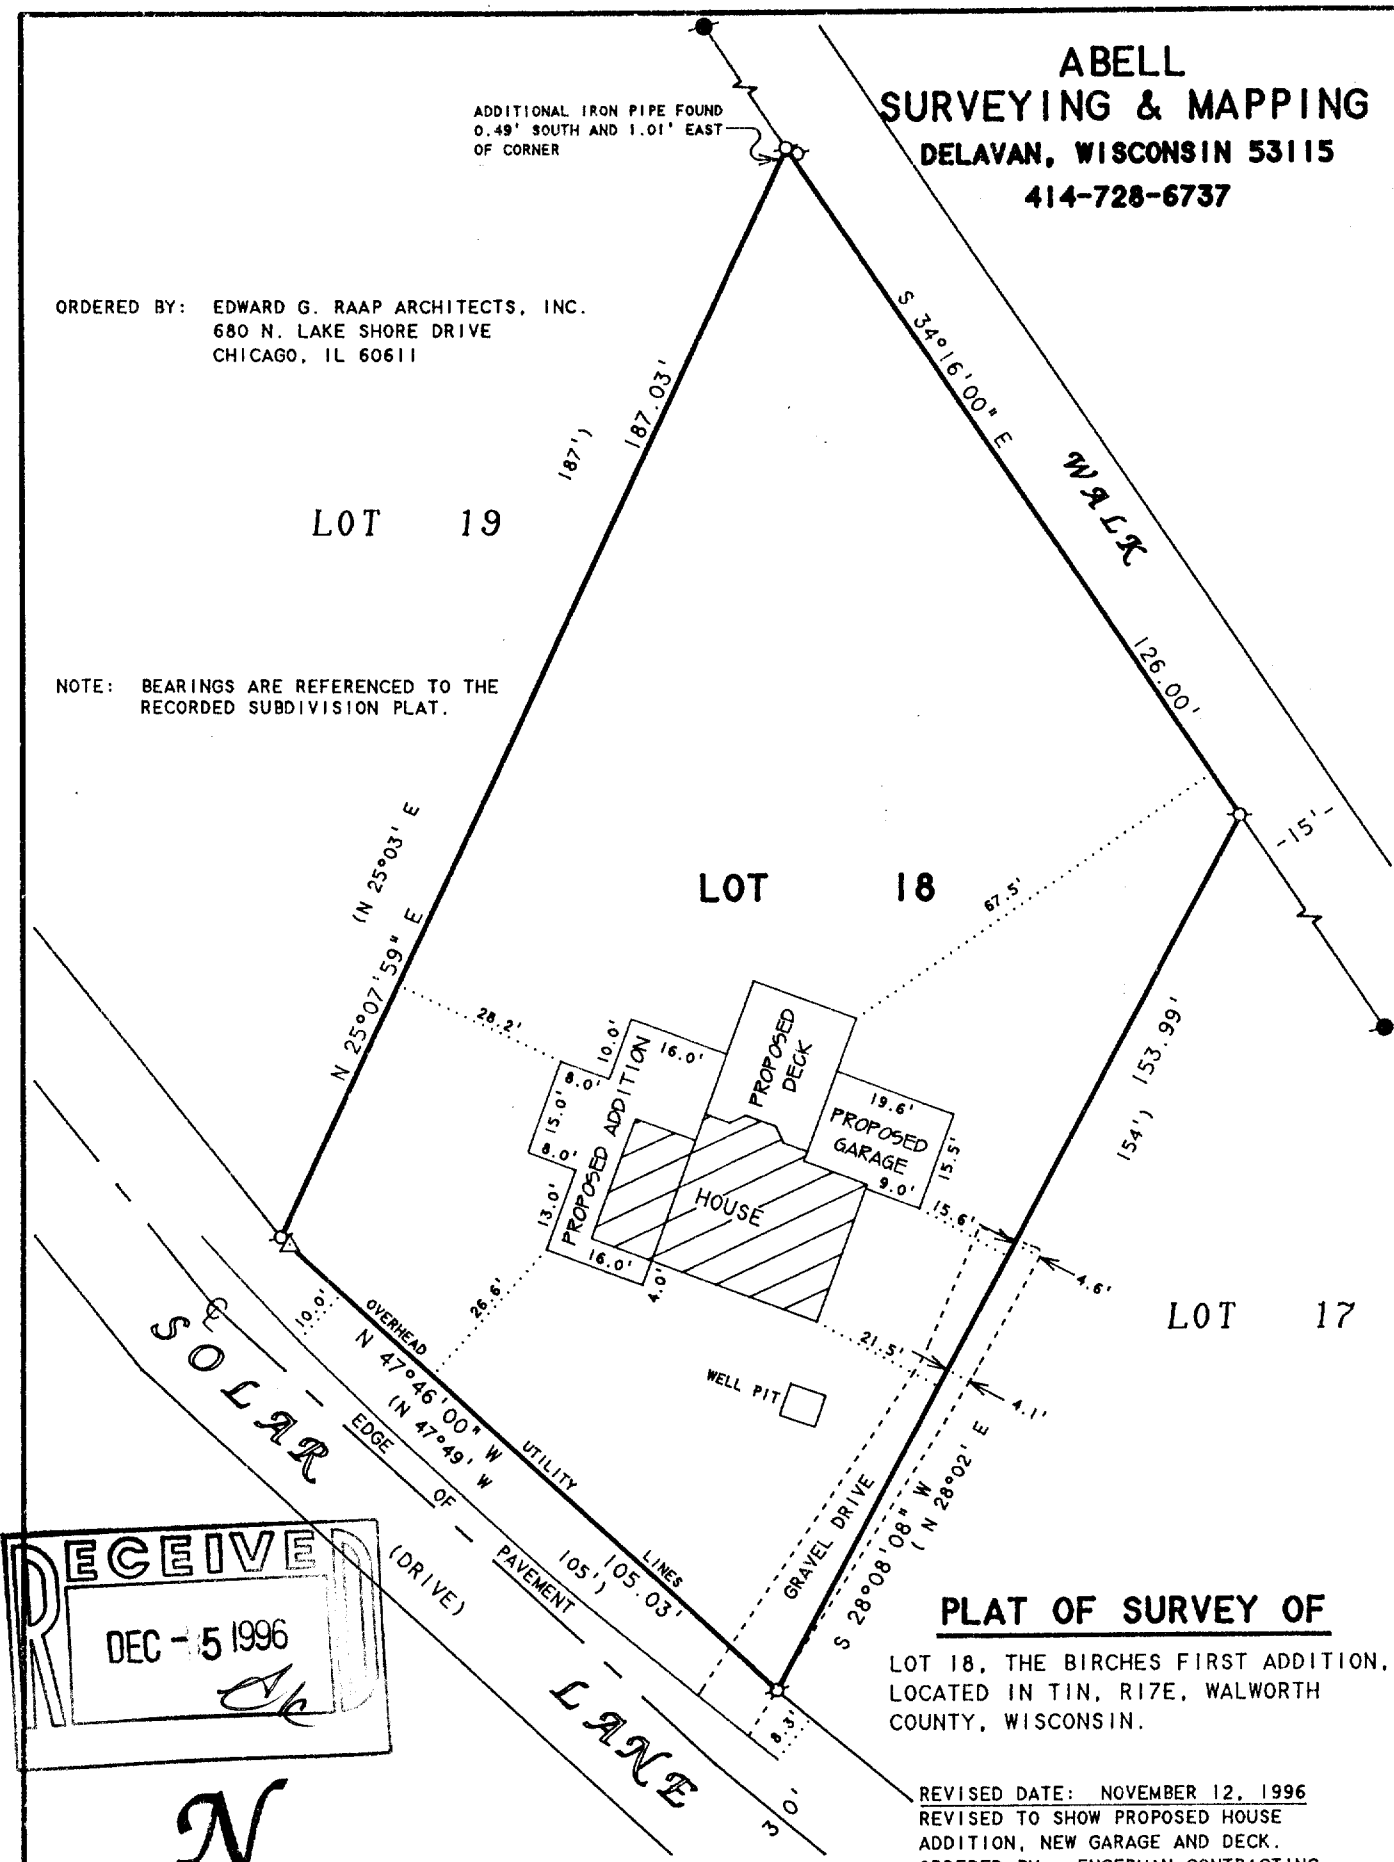 ABELL
SURVEYING & MAPPING
DELAVAN, WISCONSIN 53115
414-728-6737
ADDITIONAL IRON PIPE FOUND
0.49' SOUTH AND 1.01' EAST
OF CORNER
ORDERED BY: EDWARD G. RAAP ARCHITECTS, INC.
680 N. LAKE SHORE DRIVE
CHICAGO, IL 60611
S 34°16'00" E
126.00'
WALK
-15'-
187')
187.03'
LOT 19
NOTE: BEARINGS ARE REFERENCED TO THE
RECORDED SUBDIVISION PLAT.
(N 25°03' E
N 25°07'59" E
LOT 18
67.5'
28.2'
10.0'
16.0'
8.0'
15.0'
8.0'
13.0'
16.0'
4.0'
26.6'
PROPOSED ADDITION
PROPOSED
DECK
19.6'
PROPOSED
GARAGE
15.5'
9.0'
HOUSE
15.6'
4.6'
21.5'
4.1'
153.99'
154')
LOT 17
WELL PIT
10.0'
OVERHEAD UTILITY LINES
N 47°46'00" W
(N 47°49' W
105.03'
105')
EDGE OF PAVEMENT
SOLAR LANE
(DRIVE)
℄
GRAVEL DRIVE
S 28°08'08" W
( N 28°02' E
8.3'
30'
RECEIVED
DEC - 5 1996
N
PLAT OF SURVEY OF
LOT 18, THE BIRCHES FIRST ADDITION,
LOCATED IN T1N, R17E, WALWORTH
COUNTY, WISCONSIN.
REVISED DATE: NOVEMBER 12, 1996
REVISED TO SHOW PROPOSED HOUSE
ADDITION, NEW GARAGE AND DECK.